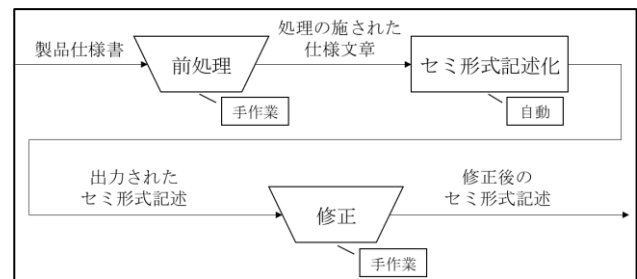 製品仕様書
前処理
手作業
処理の施された
仕様文章
セミ形式記述化
自動
出力された
セミ形式記述
修正
手作業
修正後の
セミ形式記述